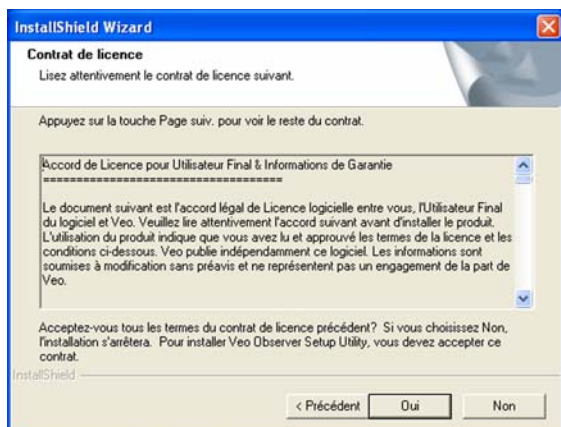 InstallShield Wizard
Contrat de licence
Lisez attentivement le contrat de licence suivant.
Appuyez sur la touche Page suiv. pour voir le reste du contrat.
Accord de Licence pour Utilisateur Final & Informations de Garantie
====================================
Le document suivant est l'accord légal de Licence logicielle entre vous, l'Utilisateur Final
du logiciel et Veo. Veuillez lire attentivement l'accord suivant avant d'installer le produit.
L'utilisation du produit indique que vous avez lu et approuvé les termes de la licence et les
conditions ci-dessous. Veo publie indépendamment ce logiciel. Les informations sont
soumises à modification sans préavis et ne représentent pas un engagement de la part de
Veo.
Acceptez-vous tous les termes du contrat de licence précédent? Si vous choisissez Non,
l'installation s'arrêtera. Pour installer Veo Observer Setup Utility, vous devez accepter ce
contrat.
InstallShield
< Précédent
Oui
Non